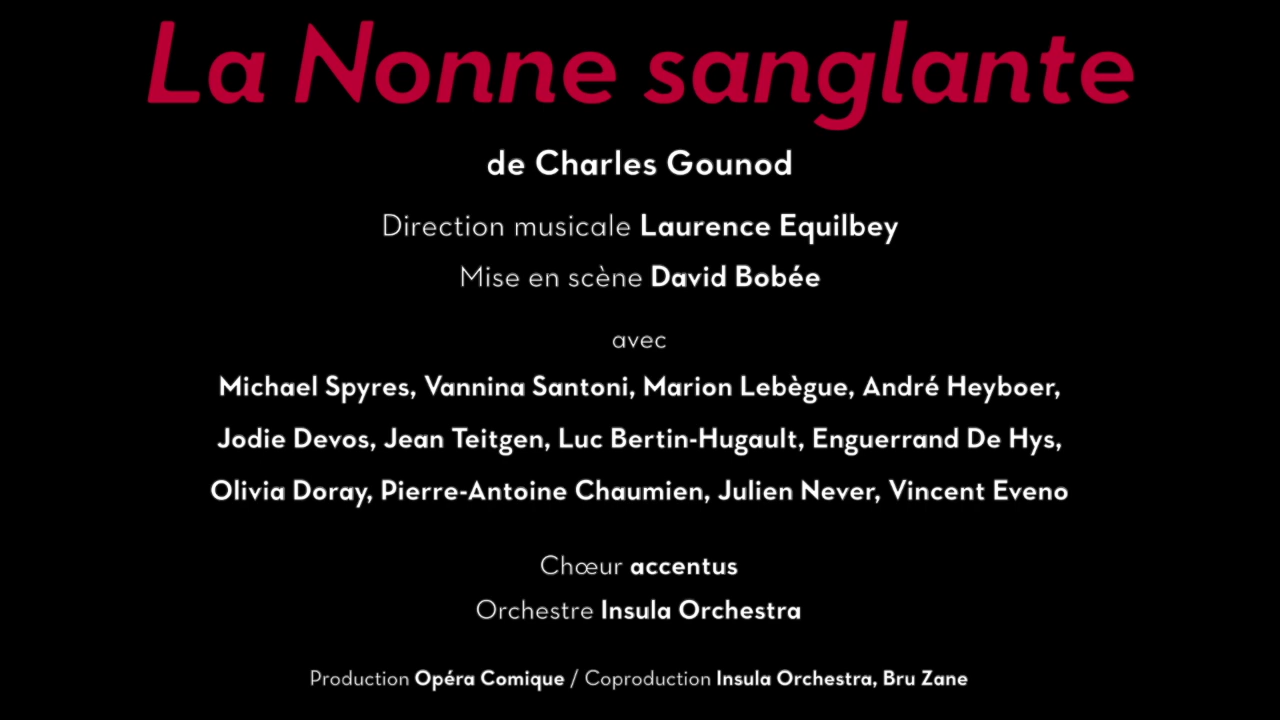 La Nonne sanglante
de Charles Gounod
Direction musicale Laurence Equilbey
Mise en scène David Bobée
avec
Michael Spyres, Vannina Santoni, Marion Lebègue, André Heyboer,
Jodie Devos, Jean Teitgen, Luc Bertin-Hugault, Enguerrand De Hys,
Olivia Doray, Pierre-Antoine Chaumien, Julien Never, Vincent Eveno
Chœur accentus
Orchestre Insula Orchestra
Production Opéra Comique / Coproduction Insula Orchestra, Bru Zane